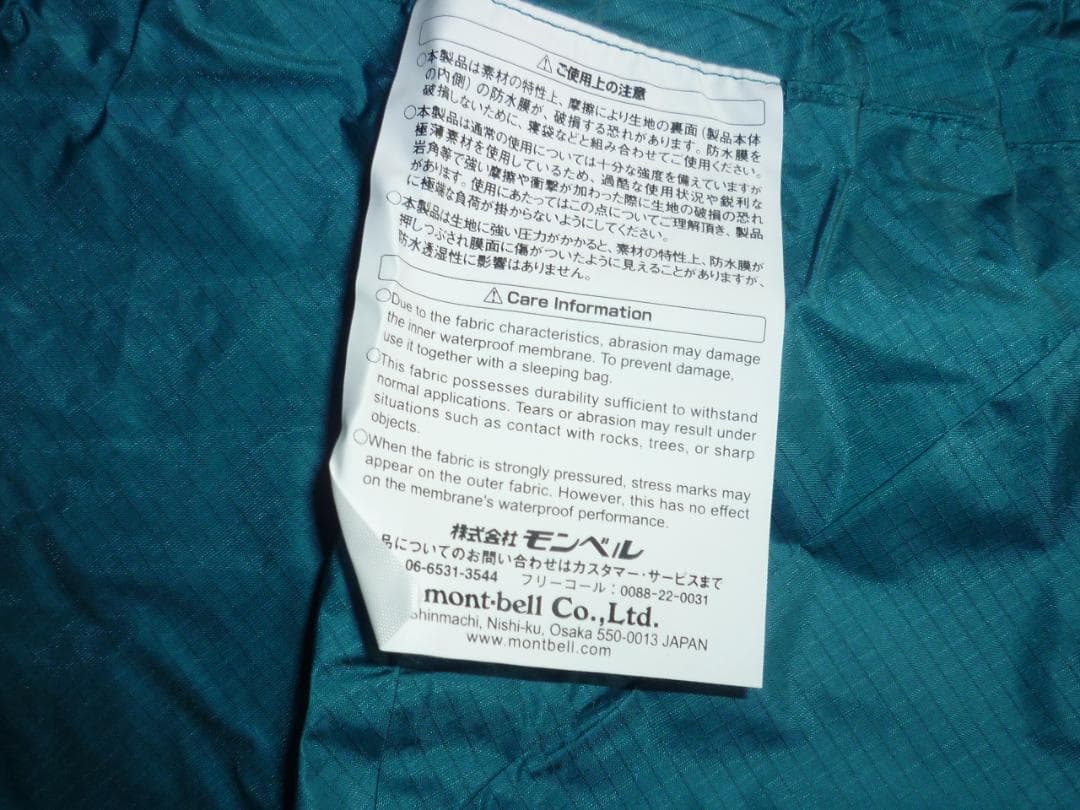 ⚠ ご使用上の注意
○本製品は素材の特性上、摩擦により生地の裏面（製品本体
の内側）の防水膜が、破損する恐れがあります。防水膜を
破損しないために、寝袋などと組み合わせてご使用ください。
○本製品は通常の使用については十分な強度を備えていますが
極薄素材を使用しているため、過酷な使用状況や鋭利な
岩角等で強い摩擦や衝撃が加わった際に生地の破損の恐れ
があります。使用にあたってはこの点についてご理解頂き、製品
に極端な負荷が掛からないようにしてください。
○本製品は生地に強い圧力がかかると、素材の特性上、防水膜が
押しつぶされ膜面に傷がついたように見えることがありますが、
防水透湿性に影響はありません。
⚠ Care Information
○Due to the fabric characteristics, abrasion may damage
the inner waterproof membrane. To prevent damage,
use it together with a sleeping bag.
○This fabric possesses durability sufficient to withstand
normal applications. Tears or abrasion may result under
situations such as contact with rocks, trees, or sharp
objects.
○When the fabric is strongly pressured, stress marks may
appear on the outer fabric. However, this has no effect
on the membrane's waterproof performance.
株式会社 モンベル
品についてのお問い合わせはカスタマー・サービスまで
06-6531-3544 フリーコール：0088-22-0031
mont-bell Co.,Ltd.
Shinmachi, Nishi-ku, Osaka 550-0013 JAPAN
www.montbell.com